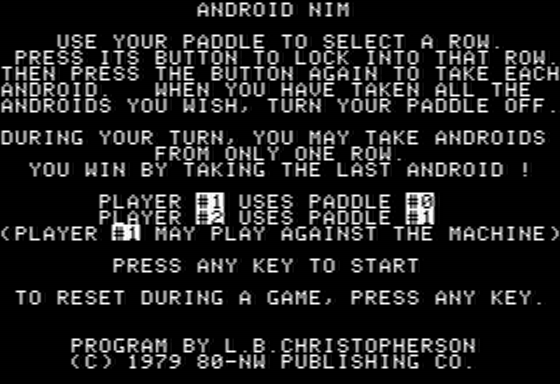 ANDROID NIM
USE YOUR PADDLE TO SELECT A ROW.
PRESS ITS BUTTON TO LOCK INTO THAT ROW,
THEN PRESS THE BUTTON AGAIN TO TAKE EACH
ANDROID. WHEN YOU HAVE TAKEN ALL THE
ANDROIDS YOU WISH, TURN YOUR PADDLE OFF.
DURING YOUR TURN, YOU MAY TAKE ANDROIDS
FROM ONLY ONE ROW.
YOU WIN BY TAKING THE LAST ANDROID !
PLAYER #1 USES PADDLE #0
PLAYER #2 USES PADDLE #1
(PLAYER #1 MAY PLAY AGAINST THE MACHINE)
PRESS ANY KEY TO START
TO RESET DURING A GAME, PRESS ANY KEY.
PROGRAM BY L.B.CHRISTOPHERSON
(C) 1979 80-NW PUBLISHING CO.